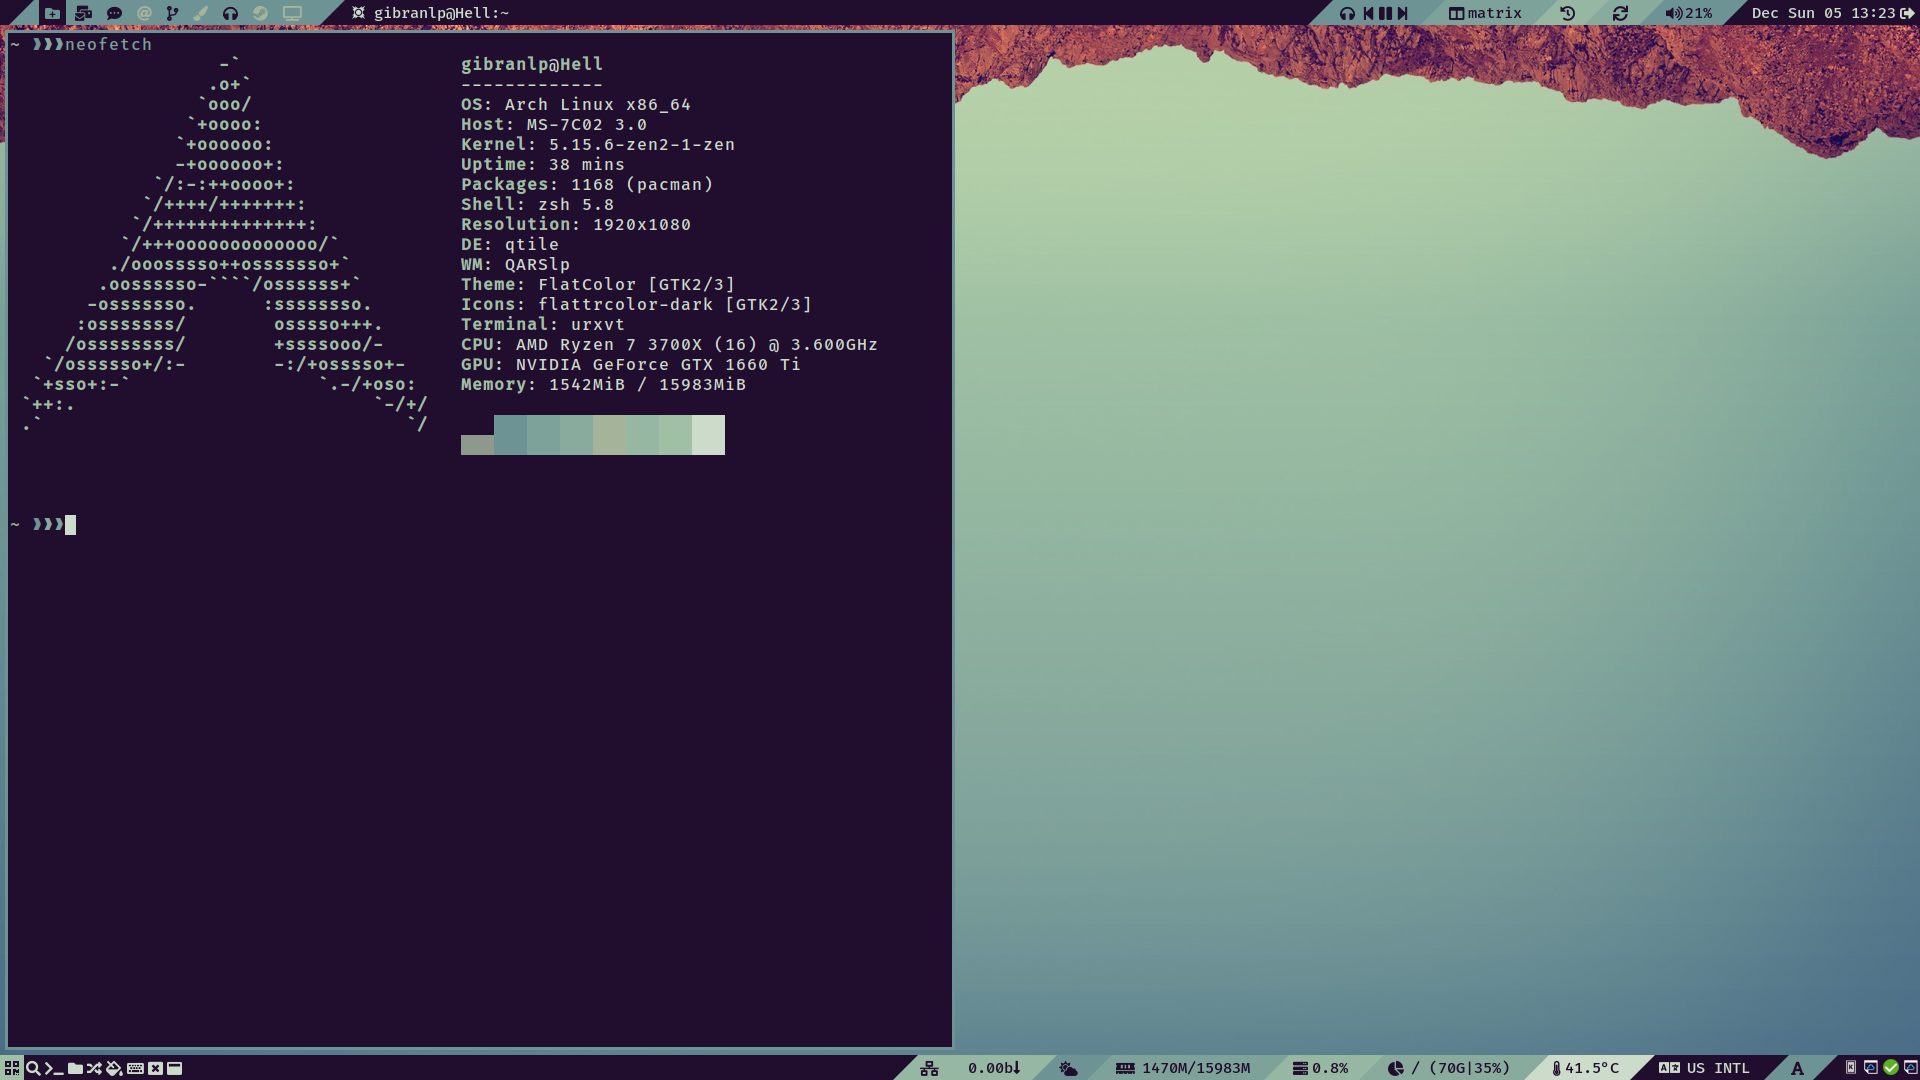 gibranlp@Hell:~
matrix
21%
Dec Sun 05 13:23
~ ❱❱❱neofetch
                  -`
                 .o+`
                `ooo/
               `+oooo:
              `+oooooo:
              -+oooooo+:
            `/:-:++oooo+:
           `/++++/+++++++:
          `/++++++++++++++:
         `/+++ooooooooooooo/`
        ./ooosssso++osssssso+`
       .oossssso-````/ossssss+`
      -osssssso.      :ssssssso.
     :osssssss/        osssso+++.
    /ossssssss/        +ssssooo/-
  `/ossssso+/:-        -:/+osssso+-
 `+sso+:-`                 `.-/+oso:
`++:.                           `-/+/
.`                                 `/
gibranlp@Hell
-------------
OS: Arch Linux x86_64
Host: MS-7C02 3.0
Kernel: 5.15.6-zen2-1-zen
Uptime: 38 mins
Packages: 1168 (pacman)
Shell: zsh 5.8
Resolution: 1920x1080
DE: qtile
WM: QARSlp
Theme: FlatColor [GTK2/3]
Icons: flattrcolor-dark [GTK2/3]
Terminal: urxvt
CPU: AMD Ryzen 7 3700X (16) @ 3.600GHz
GPU: NVIDIA GeForce GTX 1660 Ti
Memory: 1542MiB / 15983MiB
~ ❱❱❱
0.00b↓
1470M/15983M
0.8%
/ (70G|35%)
41.5°C
US INTL
A